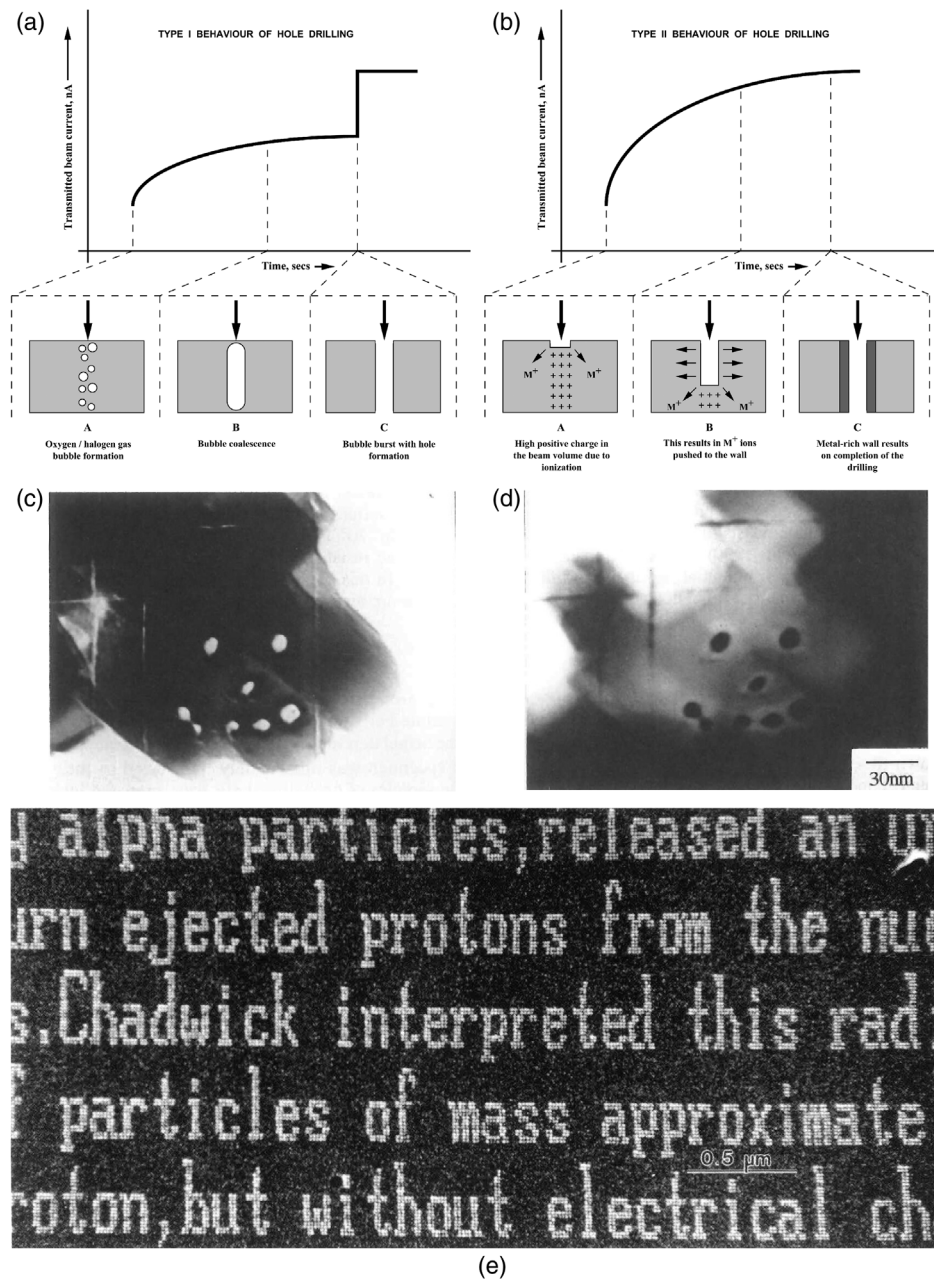 (a)
TYPE I BEHAVIOUR OF HOLE DRILLING
Transmitted beam current, nA
Time, secs
A
Oxygen / halogen gas
bubble formation
B
Bubble coalescence
C
Bubble burst with hole
formation
(b)
TYPE II BEHAVIOUR OF HOLE DRILLING
Transmitted beam current, nA
Time, secs
+ + +
+ + +
+ + +
+ + +
+ + +
M+ M+
A
High positive charge in
the beam volume due to
ionization
+ + +
+ + +
M+ M+
B
This results in M+ ions
pushed to the wall
C
Metal-rich wall results
on completion of the
drilling
(c)
(d)
30nm
alpha particles,released an
urn ejected protons from the nuc
s.Chadwick interpreted this rad
f particles of mass approximate
0.5 μm
roton,but without electrical ch
(e)